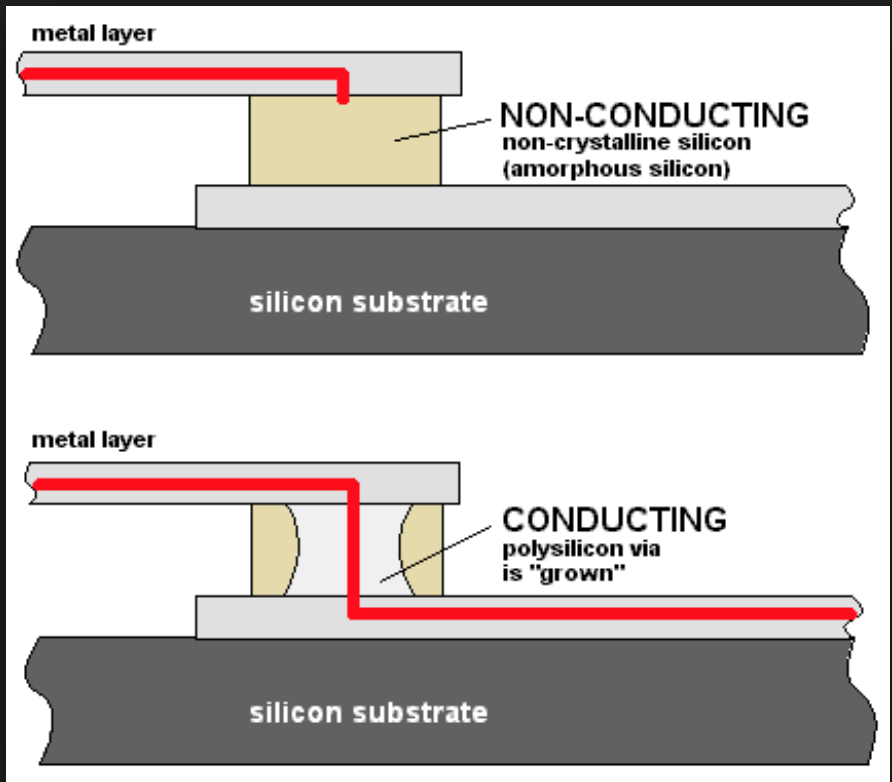 metal layer
NON-CONDUCTING
non-crystalline silicon
(amorphous silicon)
silicon substrate
metal layer
CONDUCTING
polysilicon via
is "grown"
silicon substrate